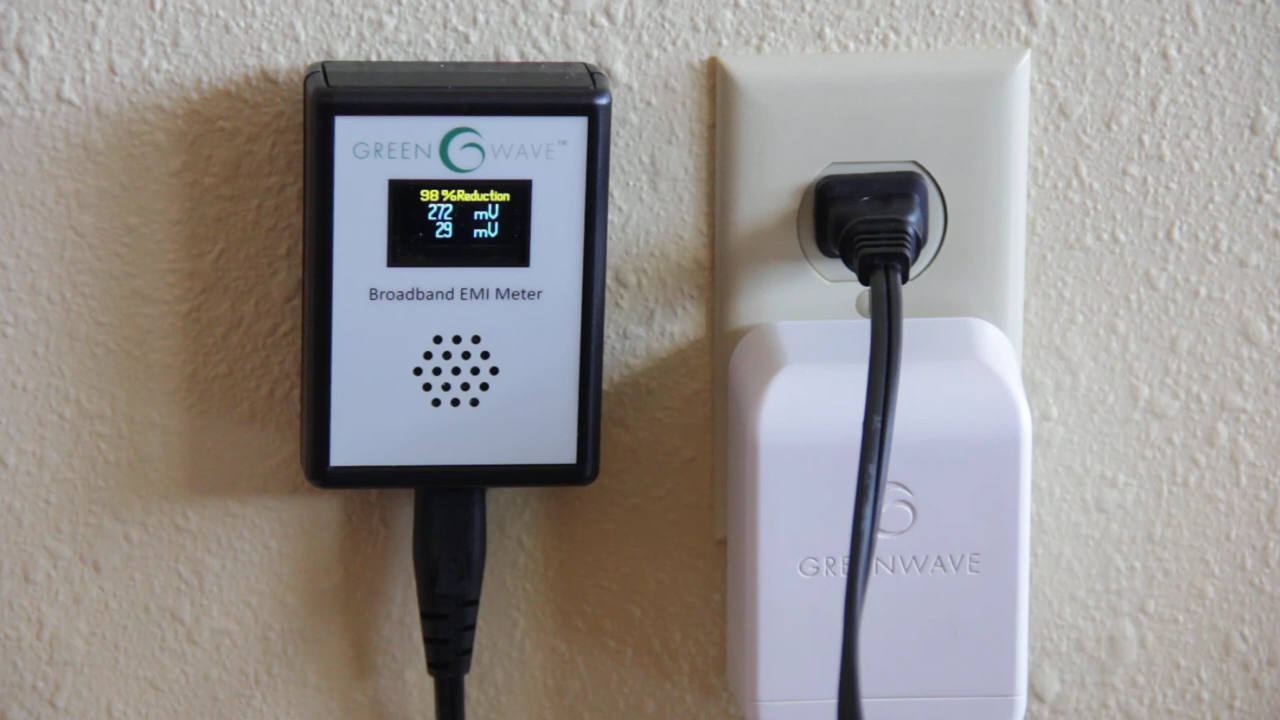 GREEN WAVE™
98 %Reduction
272 mV
29 mV
Broadband EMI Meter
GREENWAVE